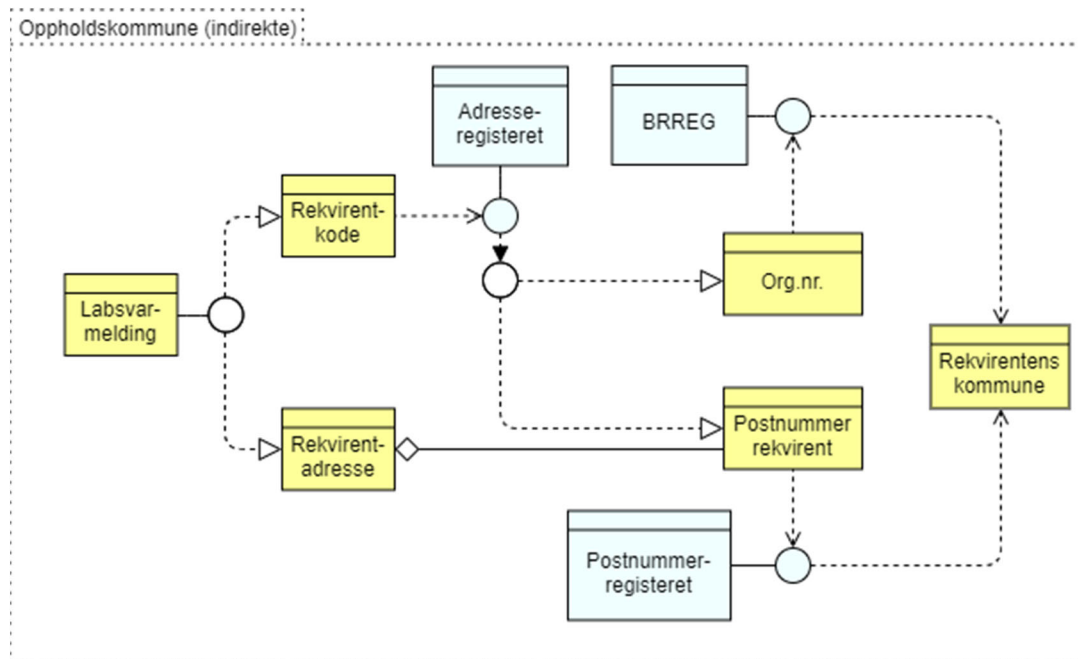 Oppholdskommune (indirekte)
Adresse-
registeret
BRREG
Rekvirent-
kode
Labsvar-
melding
Org.nr.
Rekvirentens
kommune
Rekvirent-
adresse
Postnummer
rekvirent
Postnummer-
registeret